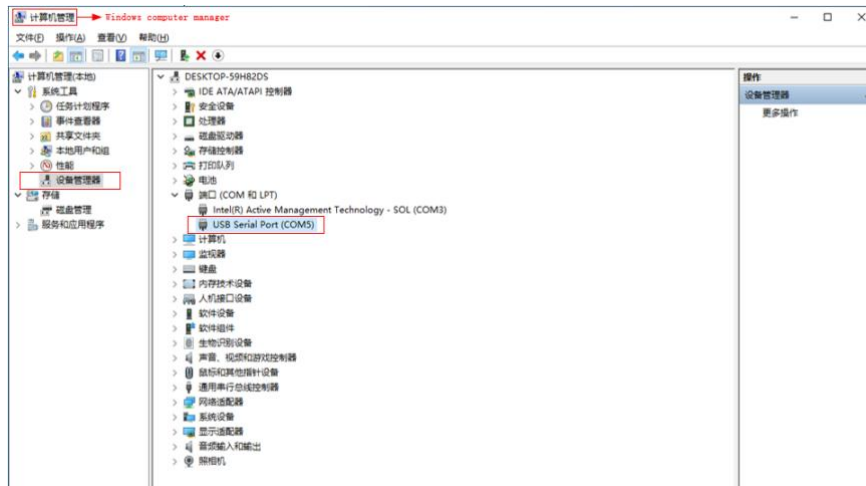 计算机管理 Windows computer manager
文件(F) 操作(A) 查看(V) 帮助(H)
计算机管理(本地)
系统工具
任务计划程序
事件查看器
共享文件夹
本地用户和组
性能
设备管理器
存储
磁盘管理
服务和应用程序
DESKTOP-59H82DS
IDE ATA/ATAPI 控制器
安全设备
处理器
磁盘驱动器
存储控制器
打印队列
电池
端口 (COM 和 LPT)
Intel(R) Active Management Technology - SOL (COM3)
USB Serial Port (COM5)
计算机
监视器
键盘
内存技术设备
人机接口设备
软件设备
软件组件
生物识别设备
声音、视频和游戏控制器
鼠标和其他指针设备
通用串行总线控制器
网络适配器
系统设备
显示适配器
音频输入和输出
照相机
操作
设备管理器
更多操作